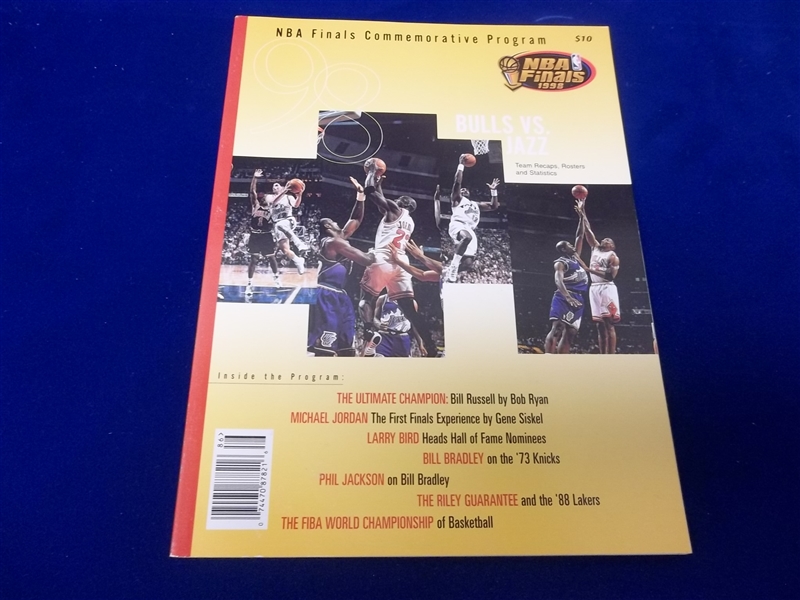 NBA Finals Commemorative Program $10
NBA
Finals
1998
98
BULLS VS.
JAZZ
Team Recaps, Rosters
and Statistics
Inside the Program:
THE ULTIMATE CHAMPION: Bill Russell by Bob Ryan
MICHAEL JORDAN The First Finals Experience by Gene Siskel
LARRY BIRD Heads Hall of Fame Nominees
BILL BRADLEY on the '73 Knicks
PHIL JACKSON on Bill Bradley
THE RILEY GUARANTEE and the '88 Lakers
THE FIBA WORLD CHAMPIONSHIP of Basketball